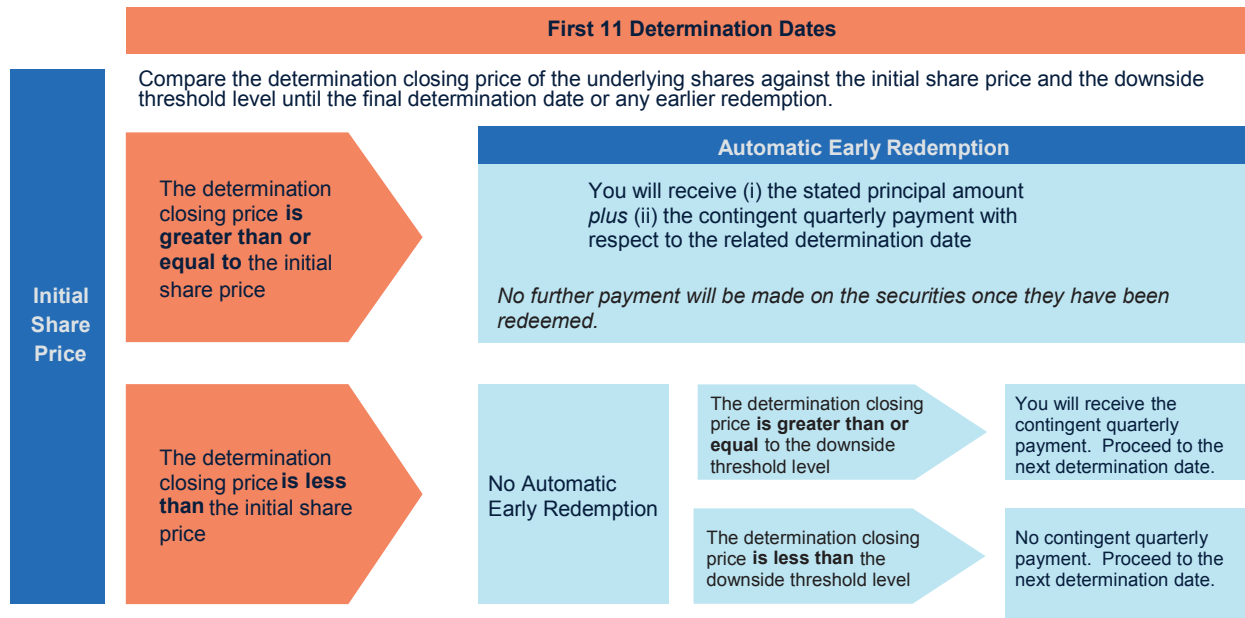 First 11 Determination Dates
Compare the determination closing price of the underlying shares against the initial share price and the downside
threshold level until the final determination date or any earlier redemption.
Initial
Share
Price
The determination
closing price is
greater than or
equal to the initial
share price
Automatic Early Redemption
You will receive (i) the stated principal amount
plus (ii) the contingent quarterly payment with
respect to the related determination date
No further payment will be made on the securities once they have been
redeemed.
The determination
closing price is less
than the initial share
price
No Automatic
Early Redemption
The determination closing
price is greater than or
equal to the downside
threshold level
You will receive the
contingent quarterly
payment. Proceed to the
next determination date.
The determination closing
price is less than the
downside threshold level
No contingent quarterly
payment. Proceed to the
next determination date.